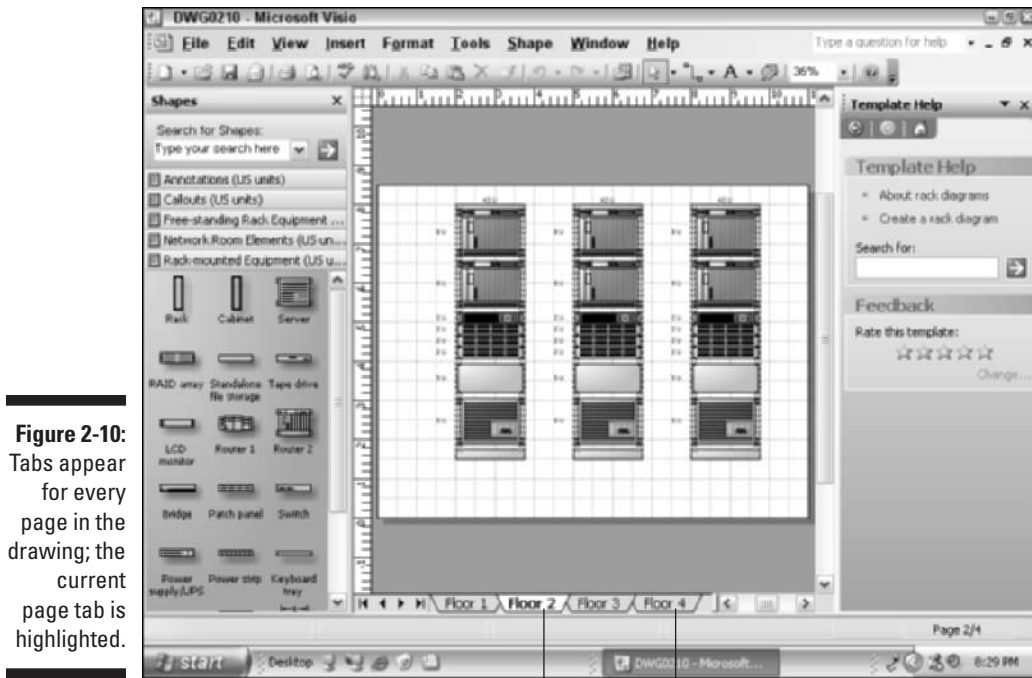 DWG0210 - Microsoft Visio
File Edit View Insert Format Tools Shape Window Help
Type a question for help
36%
Shapes
Search for Shapes:
Type your search here
Annotations (US units)
Callouts (US units)
Free-standing Rack Equipment ...
Network Room Elements (US un...
Rack-mounted Equipment (US u...
Rack Cabinet Server
RAID array Standalone file storage Tape drive
LCD monitor Router 1 Router 2
Bridge Patch panel Switch
Power supply/UPS Power strip Keyboard tray
Template Help
Template Help
About rack diagrams
Create a rack diagram
Search for:
Feedback
Rate this template:
Change...
Floor 1 Floor 2 Floor 3 Floor 4
Page 2/4
start Desktop DWG0210 - Microsoft... 8:29 PM
Figure 2-10:
Tabs appear
for every
page in the
drawing; the
current
page tab is
highlighted.